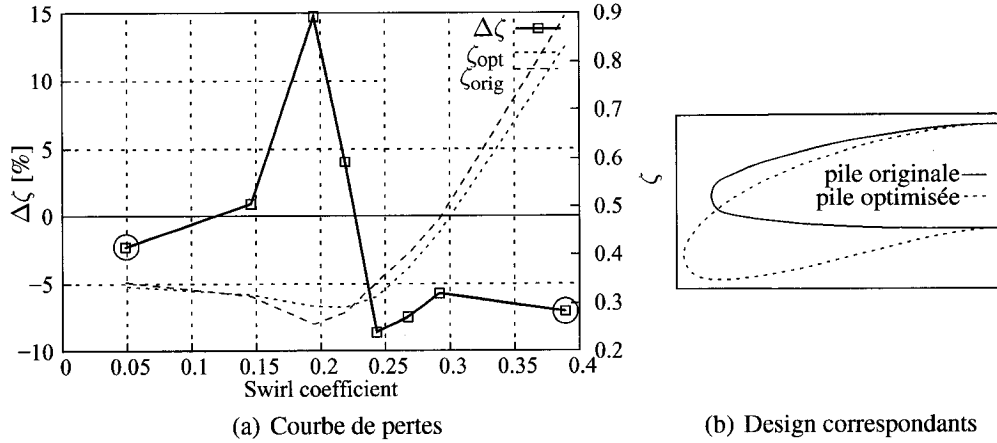 15
10
5
0
−5
−10
Δζ [%]
0
0.05
0.1
0.15
0.2
0.25
0.3
0.35
0.4
Swirl coefficient
0.9
0.8
0.7
0.6
0.5
0.4
0.3
0.2
ζ
Δζ
ζopt
ζorig
(a) Courbe de pertes
pile originale
pile optimisée
(b) Design correspondants